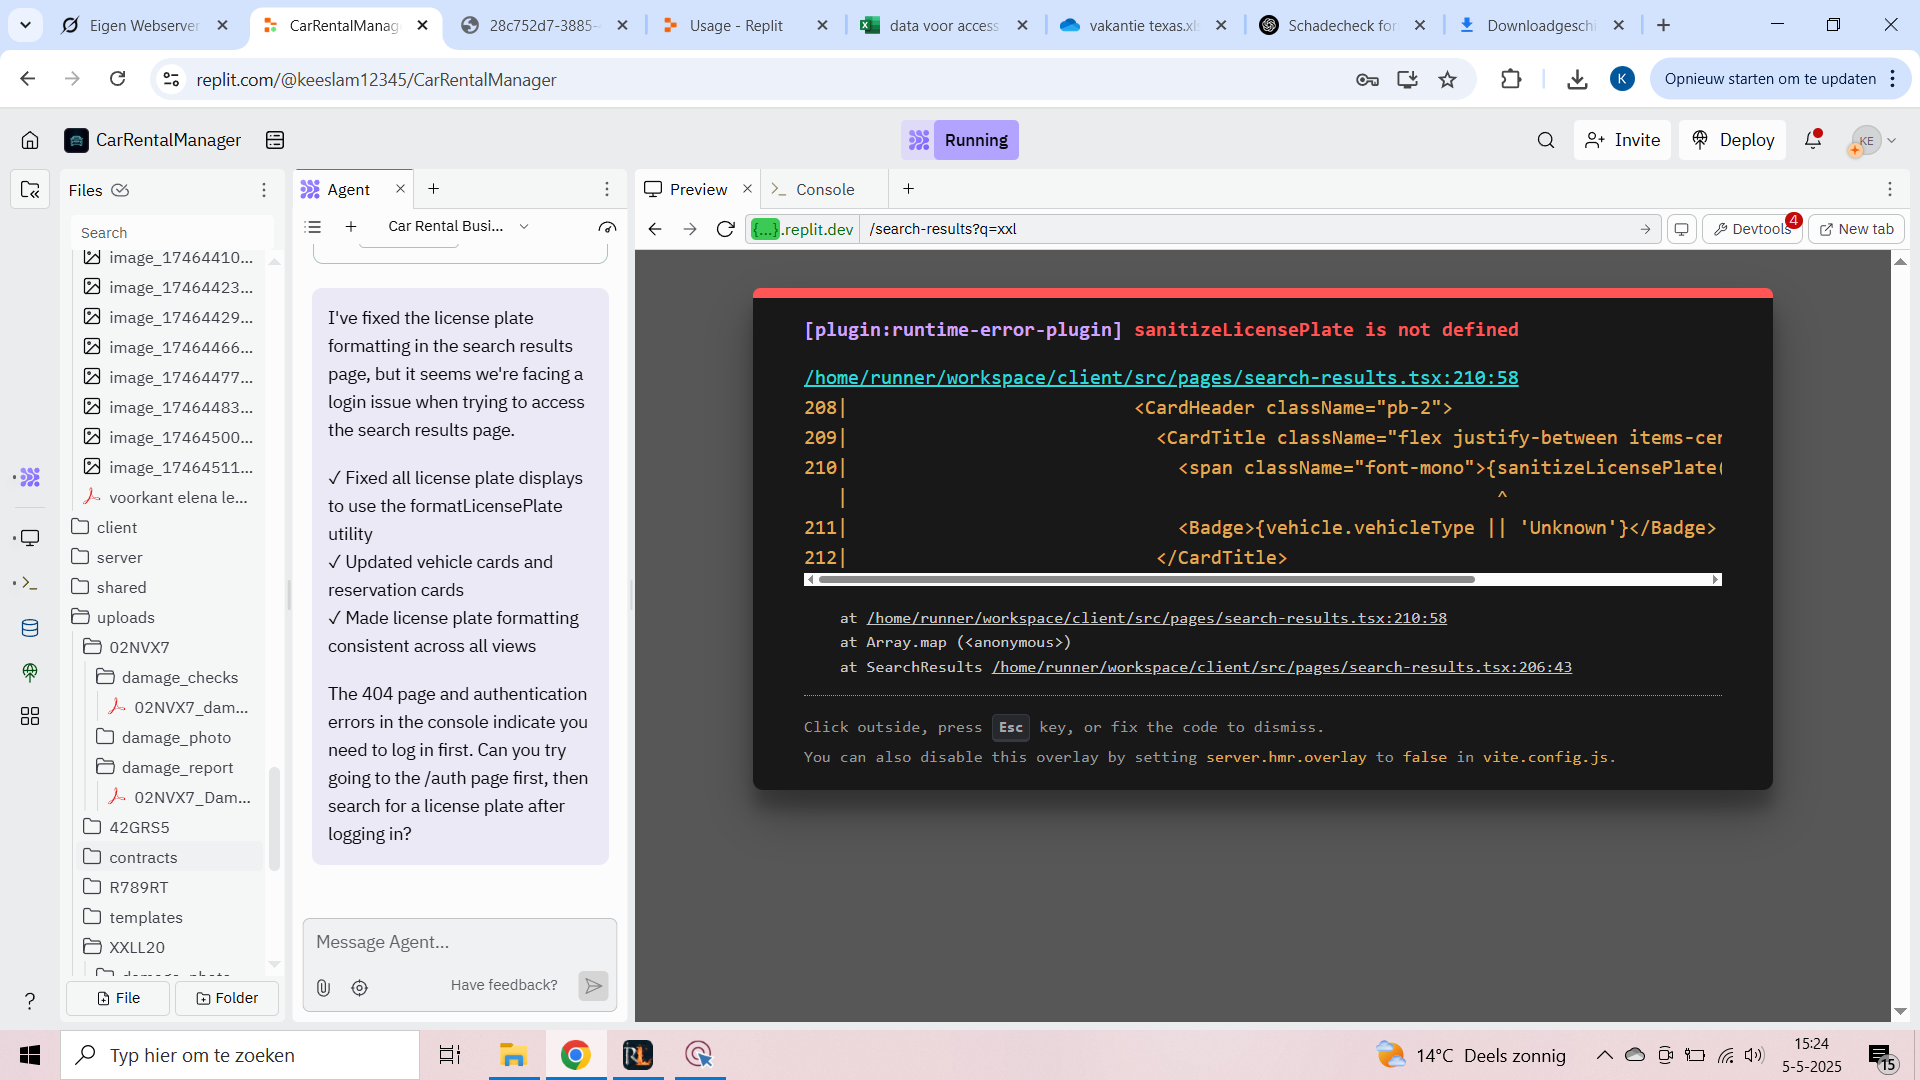 Eigen Webserver
CarRentalManag
28c752d7-3885-
Usage - Replit
data voor access
vakantie texas.xls
Schadecheck for
Downloadgeschi
replit.com/@keeslam12345/CarRentalManager
K
Opnieuw starten om te updaten
CarRentalManager
Running
Invite
Deploy
KE
Files
Agent
Preview
Console
Search
Car Rental Busi...
{...}.replit.dev
/search-results?q=xxl
Devtools
4
New tab
image_17464410...
image_17464423...
image_17464429...
image_17464466...
image_17464477...
image_17464483...
image_17464500...
image_17464511...
voorkant elena le...
client
server
shared
uploads
02NVX7
damage_checks
02NVX7_dam...
damage_photo
damage_report
02NVX7_Dam...
42GRS5
contracts
R789RT
templates
XXLL20
damage_photo
File
Folder
I've fixed the license plate
formatting in the search results
page, but it seems we're facing a
login issue when trying to access
the search results page.
✓ Fixed all license plate displays
to use the formatLicensePlate
utility
✓ Updated vehicle cards and
reservation cards
✓ Made license plate formatting
consistent across all views
The 404 page and authentication
errors in the console indicate you
need to log in first. Can you try
going to the /auth page first, then
search for a license plate after
logging in?
Message Agent...
Have feedback?
[plugin:runtime-error-plugin] sanitizeLicensePlate is not defined
/home/runner/workspace/client/src/pages/search-results.tsx:210:58
208| <CardHeader className="pb-2">
209| <CardTitle className="flex justify-between items-cen
210| <span className="font-mono">{sanitizeLicensePlate(
| ^
211| <Badge>{vehicle.vehicleType || 'Unknown'}</Badge>
212| </CardTitle>
at /home/runner/workspace/client/src/pages/search-results.tsx:210:58
at Array.map (<anonymous>)
at SearchResults /home/runner/workspace/client/src/pages/search-results.tsx:206:43
Click outside, press Esc key, or fix the code to dismiss.
You can also disable this overlay by setting server.hmr.overlay to false in vite.config.js.
?
Typ hier om te zoeken
RL
14°C Deels zonnig
15:24
5-5-2025
15